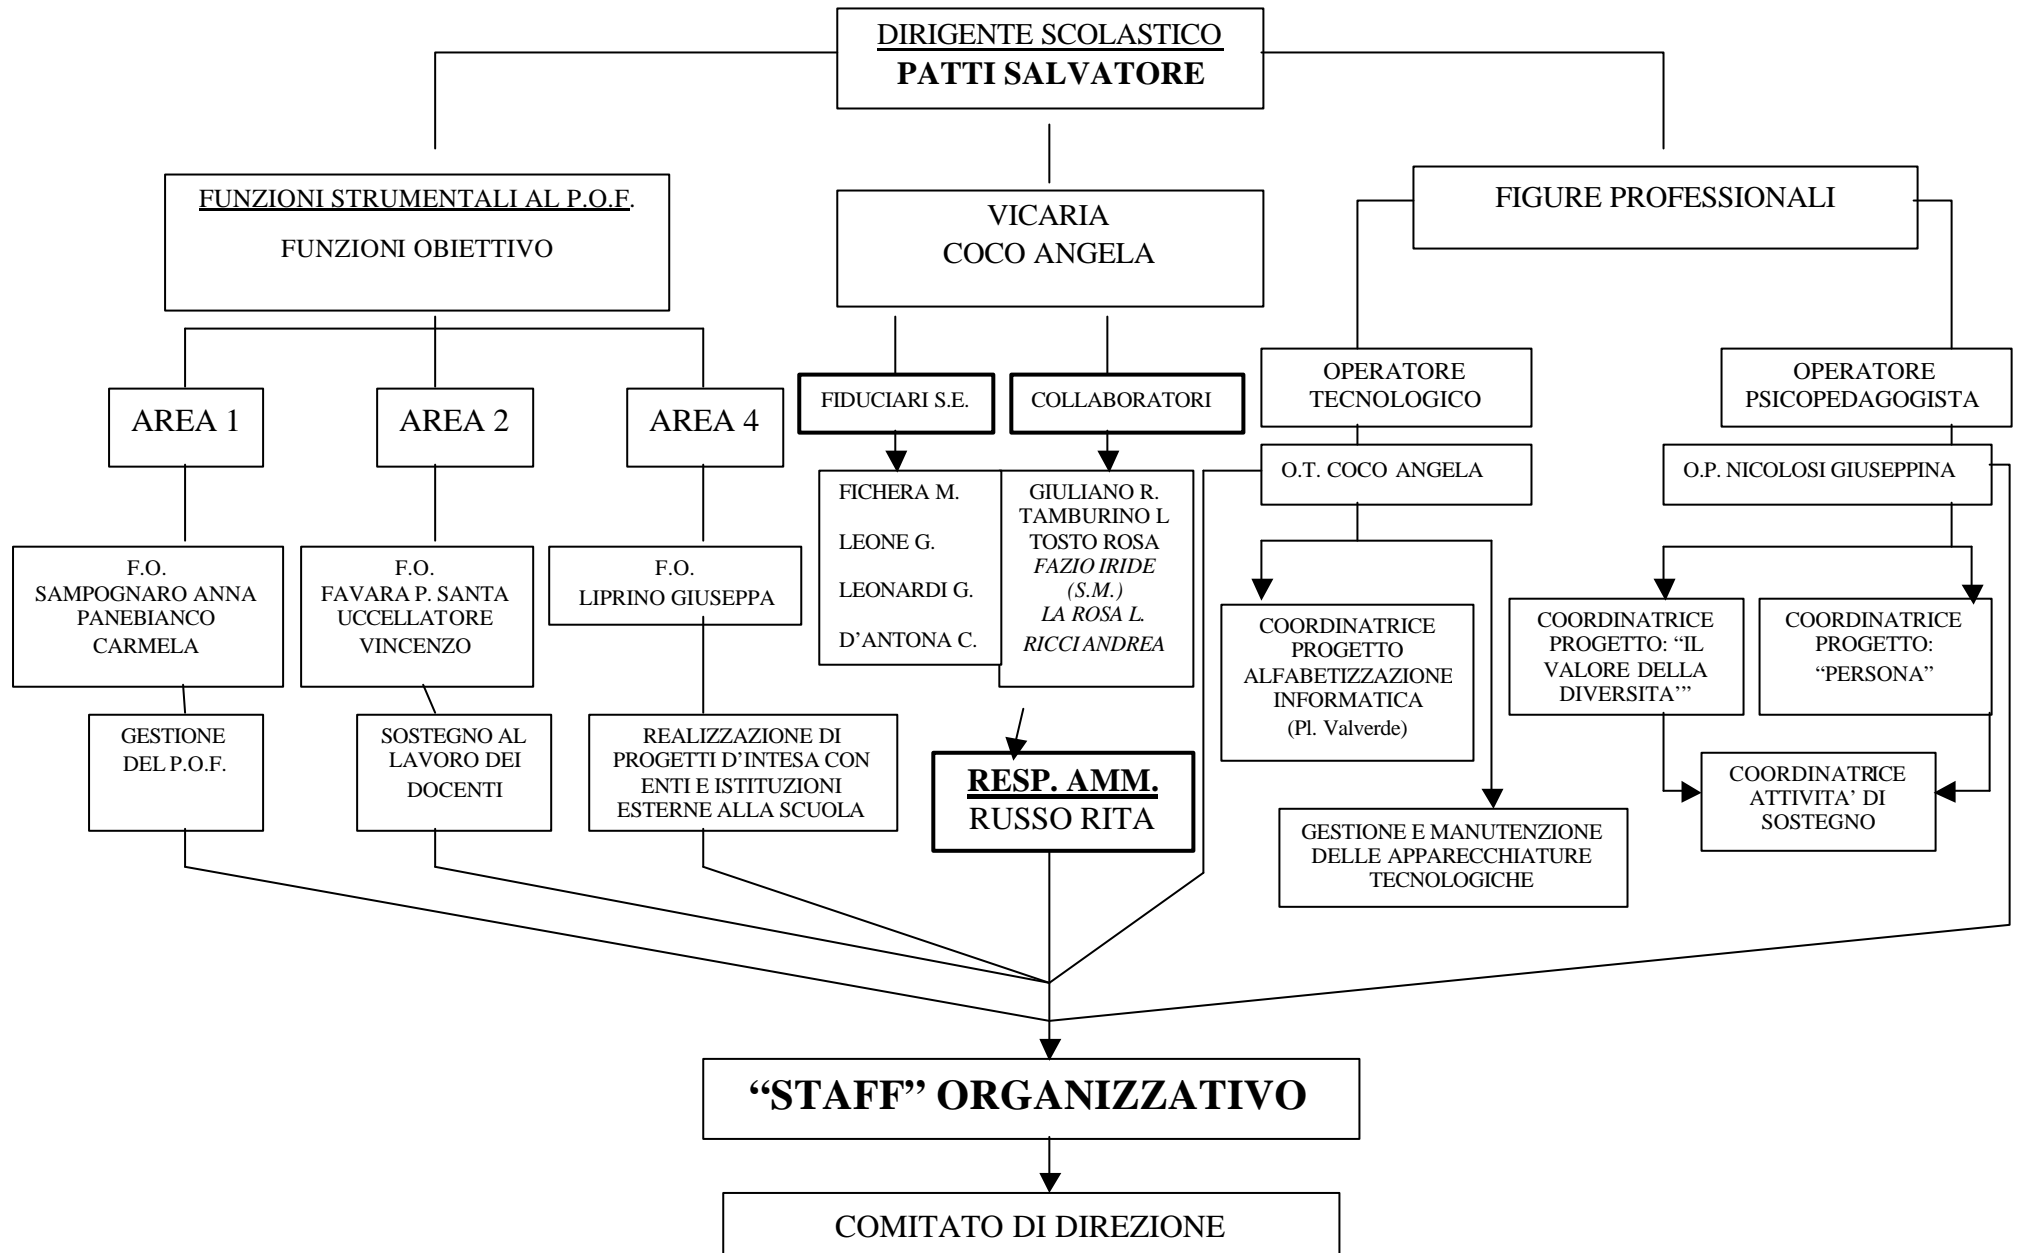 DIRIGENTE SCOLASTICO
PATTI SALVATORE
FUNZIONI STRUMENTALI AL P.O.F.
FUNZIONI OBIETTIVO
VICARIA
COCO ANGELA
FIGURE PROFESSIONALI
AREA 1
AREA 2
AREA 4
FIDUCIARI S.E.
COLLABORATORI
OPERATORE
TECNOLOGICO
OPERATORE
PSICOPEDAGOGISTA
O.T. COCO ANGELA
O.P. NICOLOSI GIUSEPPINA
F.O.
SAMPOGNARO ANNA
PANEBIANCO
CARMELA
F.O.
FAVARA P. SANTA
UCCELLATORE
VINCENZO
F.O.
LIPRINO GIUSEPPA
FICHERA M.
LEONE G.
LEONARDI G.
D’ANTONA C.
GIULIANO R.
TAMBURINO L
TOSTO ROSA
FAZIO IRIDE
(S.M.)
LA ROSA L.
RICCI ANDREA
COORDINATRICE
PROGETTO
ALFABETIZZAZIONE
INFORMATICA
(Pl. Valverde)
COORDINATRICE
PROGETTO: “IL
VALORE DELLA
DIVERSITA’”
COORDINATRICE
PROGETTO:
“PERSONA”
GESTIONE
DEL P.O.F.
SOSTEGNO AL
LAVORO DEI
DOCENTI
REALIZZAZIONE DI
PROGETTI D’INTESA CON
ENTI E ISTITUZIONI
ESTERNE ALLA SCUOLA
RESP. AMM.
RUSSO RITA
COORDINATRICE
ATTIVITA’ DI
SOSTEGNO
GESTIONE E MANUTENZIONE
DELLE APPARECCHIATURE
TECNOLOGICHE
“STAFF” ORGANIZZATIVO
COMITATO DI DIREZIONE